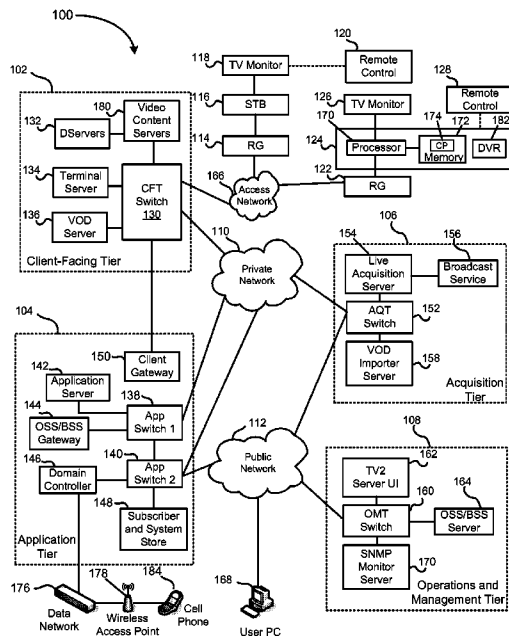 100
102
180
Video
Content
Servers
132
DServers
134
Terminal
Server
CFT
Switch
130
136
VOD
Server
Client-Facing Tier
118
TV Monitor
120
Remote
Control
116
STB
114
RG
166
Access
Network
128
Remote
Control
126
TV Monitor
170
174
172
182
124
Processor
CP
Memory
DVR
122
RG
110
Private
Network
106
154
156
Live
Acquisition
Server
Broadcast
Service
AQT
Switch
152
VOD
Importer
Server
158
Acquisition
Tier
104
150
Client
Gateway
142
Application
Server
138
144
OSS/BSS
Gateway
App
Switch 1
140
146
Domain
Controller
App
Switch 2
148
Subscriber
and System
Store
Application
Tier
112
Public
Network
108
162
TV2
Server UI
160
164
OMT
Switch
OSS/BSS
Server
SNMP
Monitor
Server
170
Operations and
Management Tier
176
Data
Network
178
Wireless
Access Point
184
Cell
Phone
168
User PC